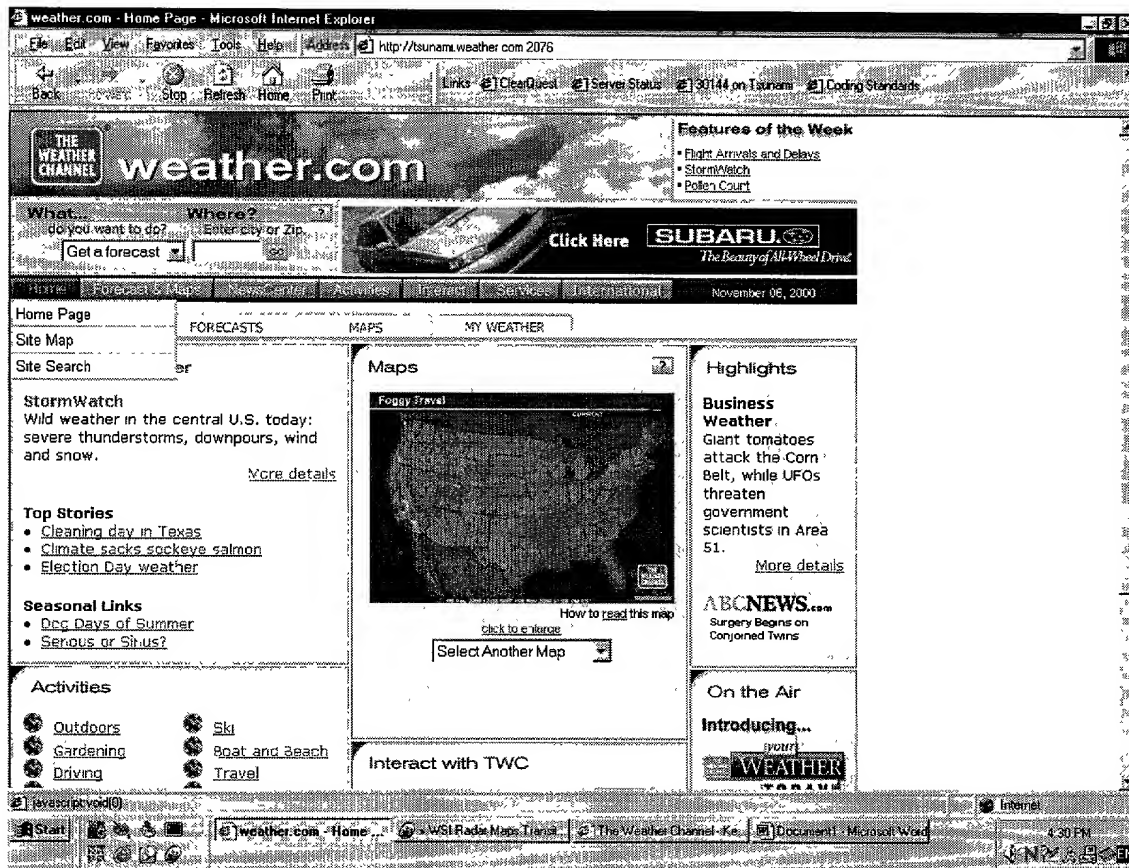 weather.com - Home Page - Microsoft Internet Explorer
File Edit View Favorites Tools Help Address http://tsunami.weather.com 2076
Back Stop Refresh Home Print Links ClearQuest Server Status 30144 on Tsunami Coding Standards
THE WEATHER CHANNEL
weather.com
Features of the Week
Flight Arrivals and Delays
StormWatch
Pollen Court
What... Where? ?
do you want to do? Enter city or Zip.
Get a forecast GO
Click Here SUBARU.
The Beauty of All-Wheel Drive.
Home Forecast & Maps NewsCenter Activities Interact Services International November 06, 2000
Home Page
Site Map
Site Search
FORECASTS MAPS MY WEATHER
er
StormWatch
Wild weather in the central U.S. today:
severe thunderstorms, downpours, wind
and snow.
More details
Top Stories
• Cleaning day in Texas
• Climate sacks sockeye salmon
• Election Day weather
Seasonal Links
• Dog Days of Summer
• Serious or Sirius?
Activities
Outdoors
Gardening
Driving
Ski
Boat and Beach
Travel
Maps ?
Foggy Travel
CURRENT
THE WEATHER CHANNEL
How to read this map
click to enlarge
Select Another Map
Interact with TWC
Highlights
Business
Weather
Giant tomatoes
attack the Corn
Belt, while UFOs
threaten
government
scientists in Area
51.
More details
ABCNEWS.com
Surgery Begins on
Conjoined Twins
On the Air
Introducing...
your
WEATHER
TODAY
javascript:void(0) Internet
Start weather.com - Home ... WSI Radar Maps Transit The Weather Channel - Ke... Document1 - Microsoft Word 4:30 PM